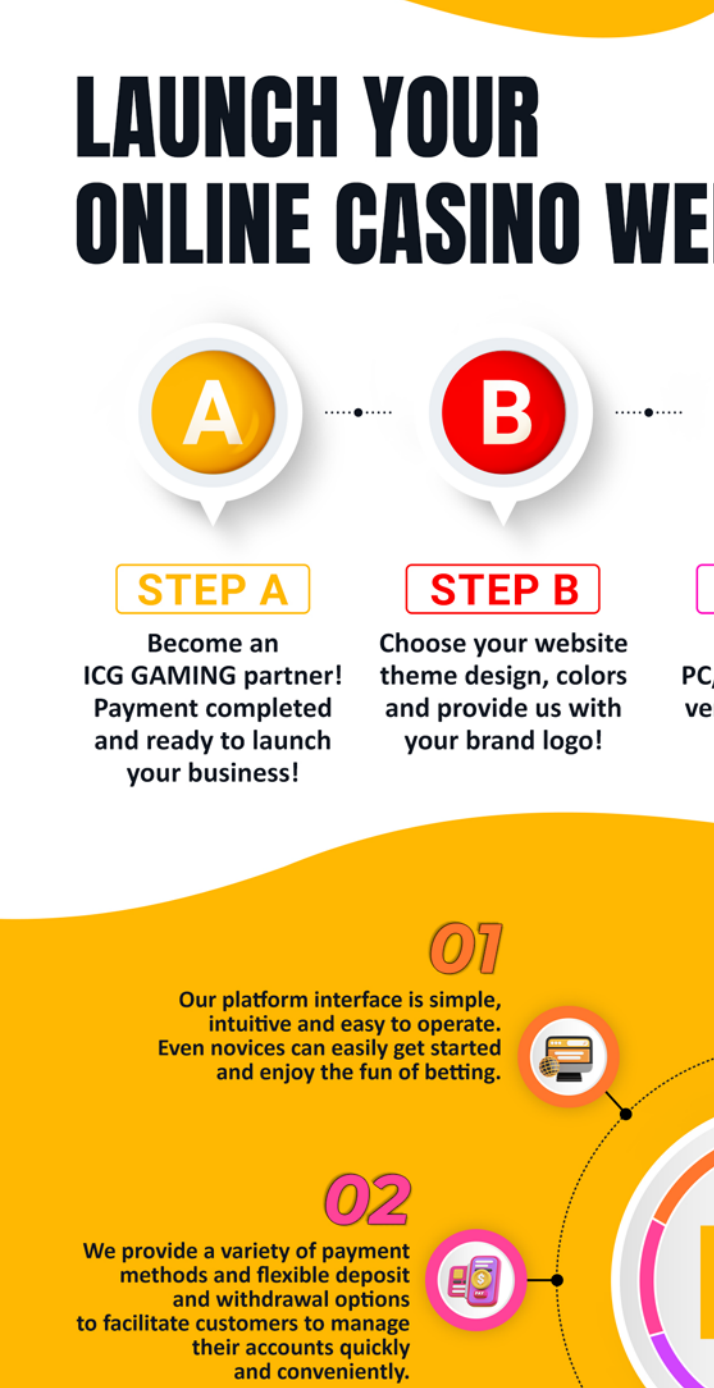 LAUNCH YOUR
ONLINE CASINO
A
B
STEP A
Become an
ICG GAMING partner!
Payment completed
and ready to launch
your business!
STEP B
Choose your website
theme design, colors
and provide us with
your brand logo!
PC/
01
Our platform interface is simple,
intuitive and easy to operate.
Even novices can easily get started
and enjoy the fun of betting.
02
We provide a variety of payment
methods and flexible deposit
and withdrawal options
to facilitate customers to manage
their accounts quickly
and conveniently.
PAY